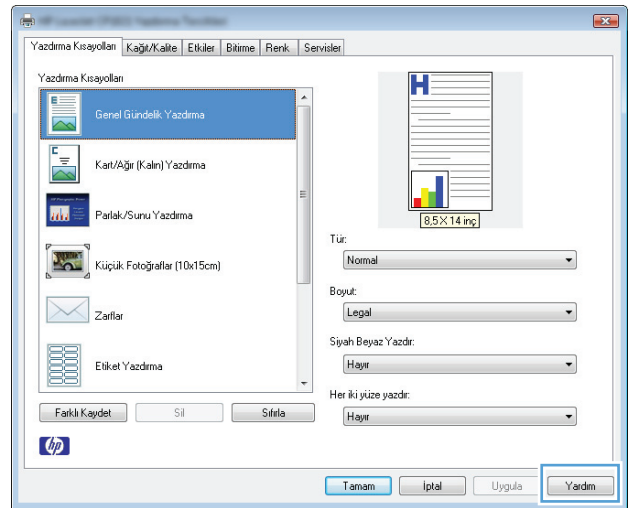 Yazdırma Kısayolları Kağıt/Kalite Etkiler Bitirme Renk Servisler
Yazdırma Kısayolları
Genel Gündelik Yazdırma
Kart/Ağır (Kalın) Yazdırma
Parlak/Sunu Yazdırma
Küçük Fotoğraflar (10x15cm)
Zarflar
Etiket Yazdırma
Farklı Kaydet Sil Sıfırla
H
8,5 X 14 inç
Tür:
Normal
Boyut:
Legal
Siyah Beyaz Yazdır:
Hayır
Her iki yüze yazdır:
Hayır
hp
Tamam İptal Uygula Yardım